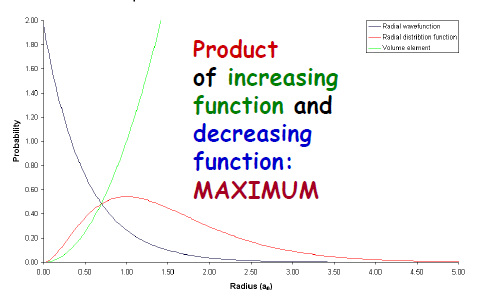 2.00
Radial wavefunction
Radial distribtion function
Volume element
1.80
1.60
1.40
1.20
1.00
0.80
0.60
0.40
0.20
0.00
Probability
Product
of increasing
function and
decreasing
function:
MAXIMUM
0.00 0.50 1.00 1.50 2.00 2.50 3.00 3.50 4.00 4.50 5.00
Radius (a₀)